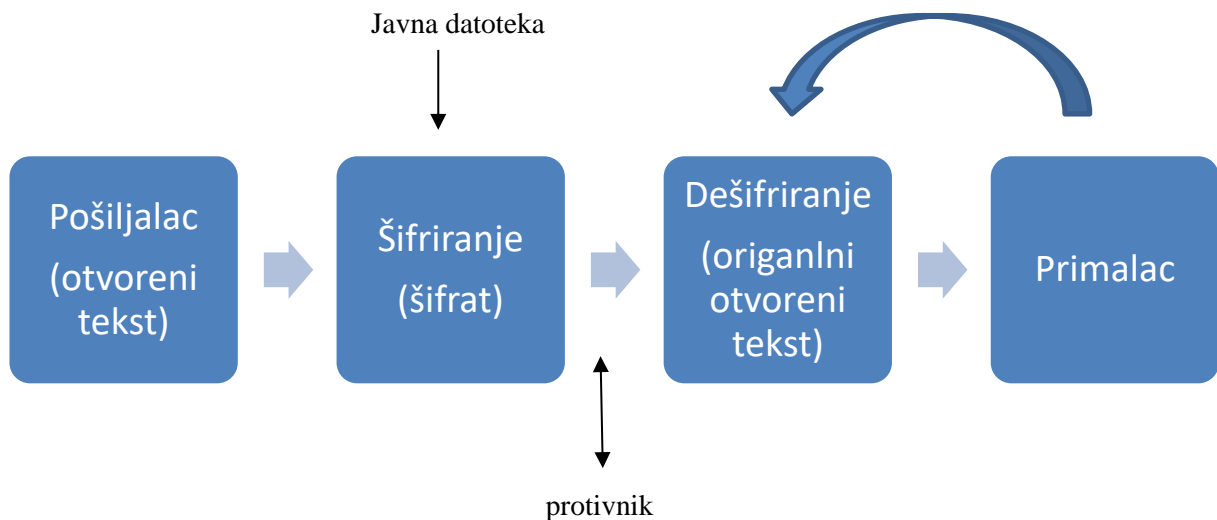 Javna datoteka
Pošiljalac
(otvoreni
tekst)
Šifriranje
(šifrat)
Dešifriranje
(origanlni
otvoreni
tekst)
Primalac
protivnik